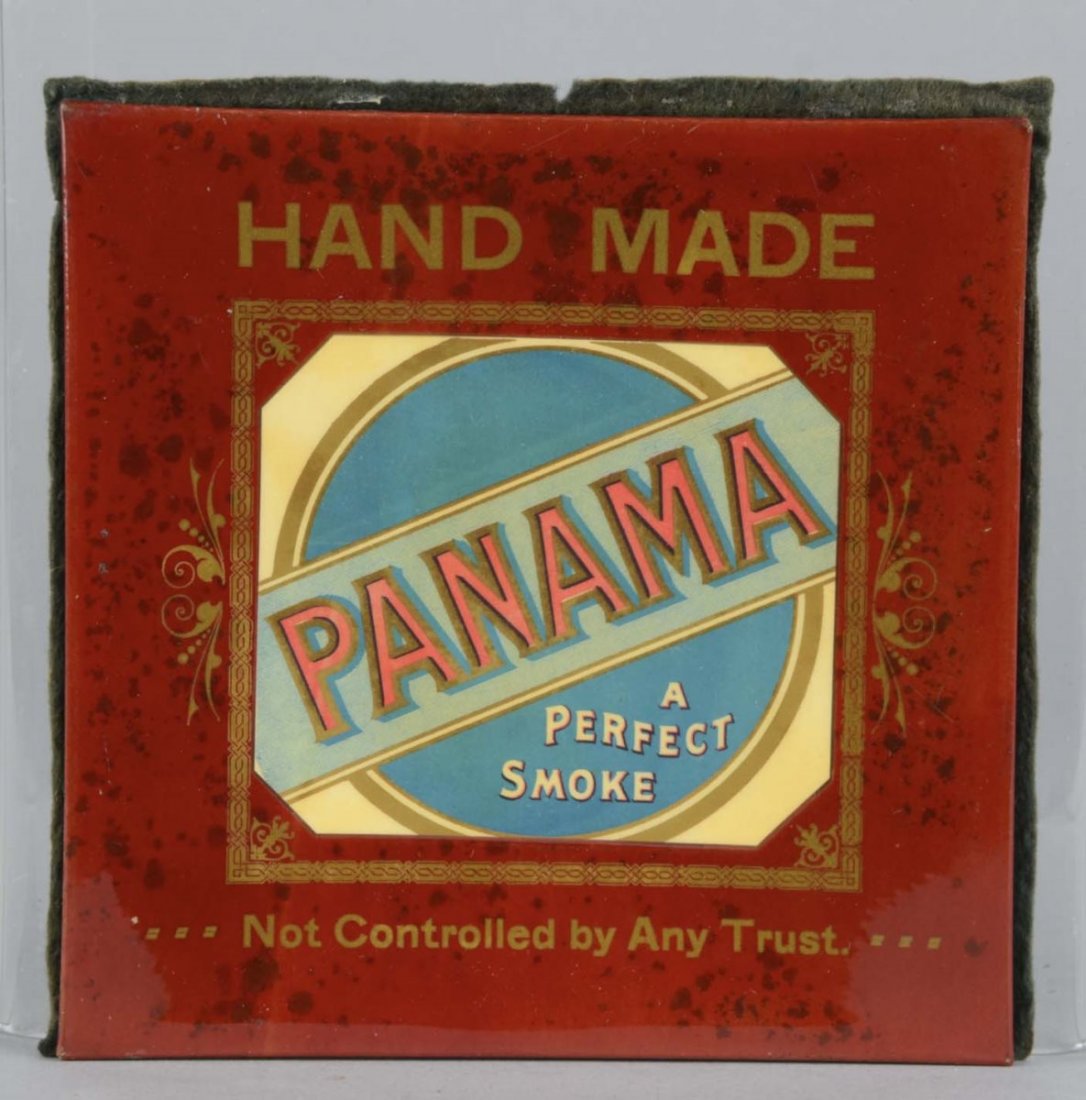 HAND MADE
PANAMA
A
PERFECT
SMOKE
Not Controlled by Any Trust.